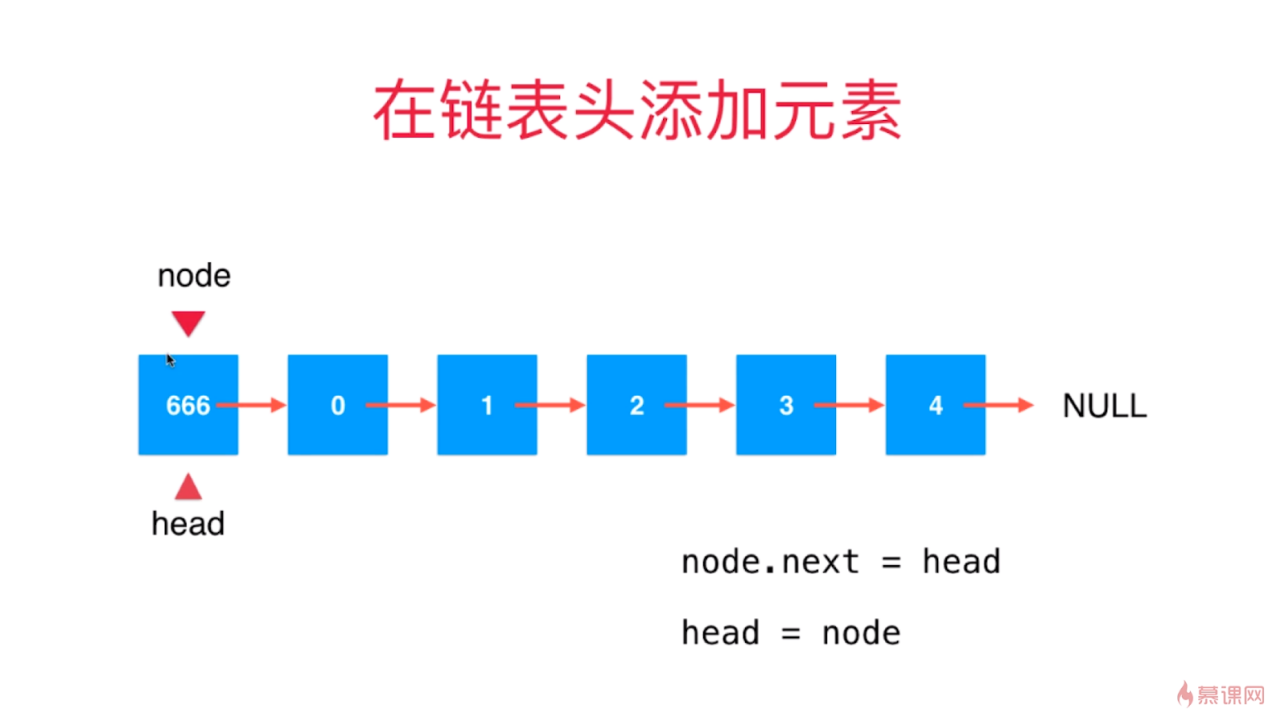 在链表头添加元素
node
666 0 1 2 3 4 NULL
head
node.next = head
head = node
慕课网